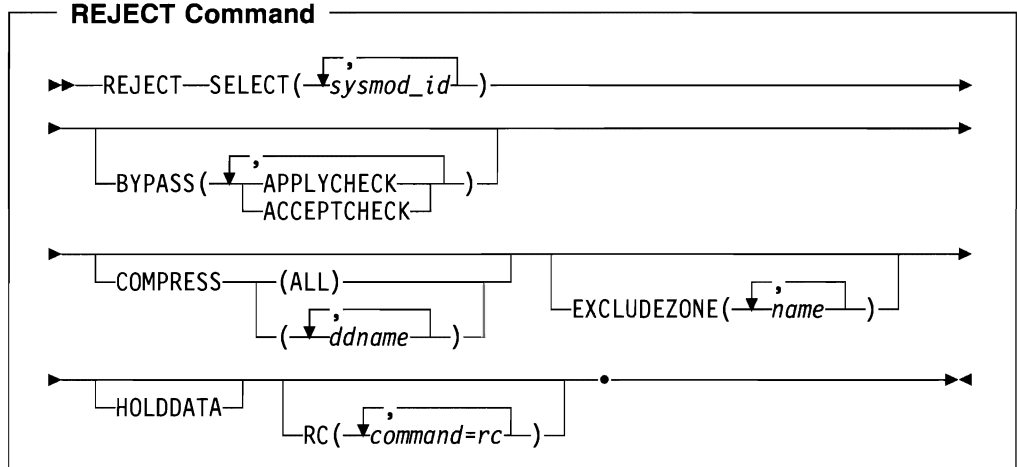 REJECT Command
,
REJECT SELECT( sysmod_id )
,
BYPASS( APPLYCHECK )
ACCEPTCHECK
COMPRESS (ALL)
,
( ddname )
,
EXCLUDEZONE( name )
HOLDDATA
,
RC( command=rc )